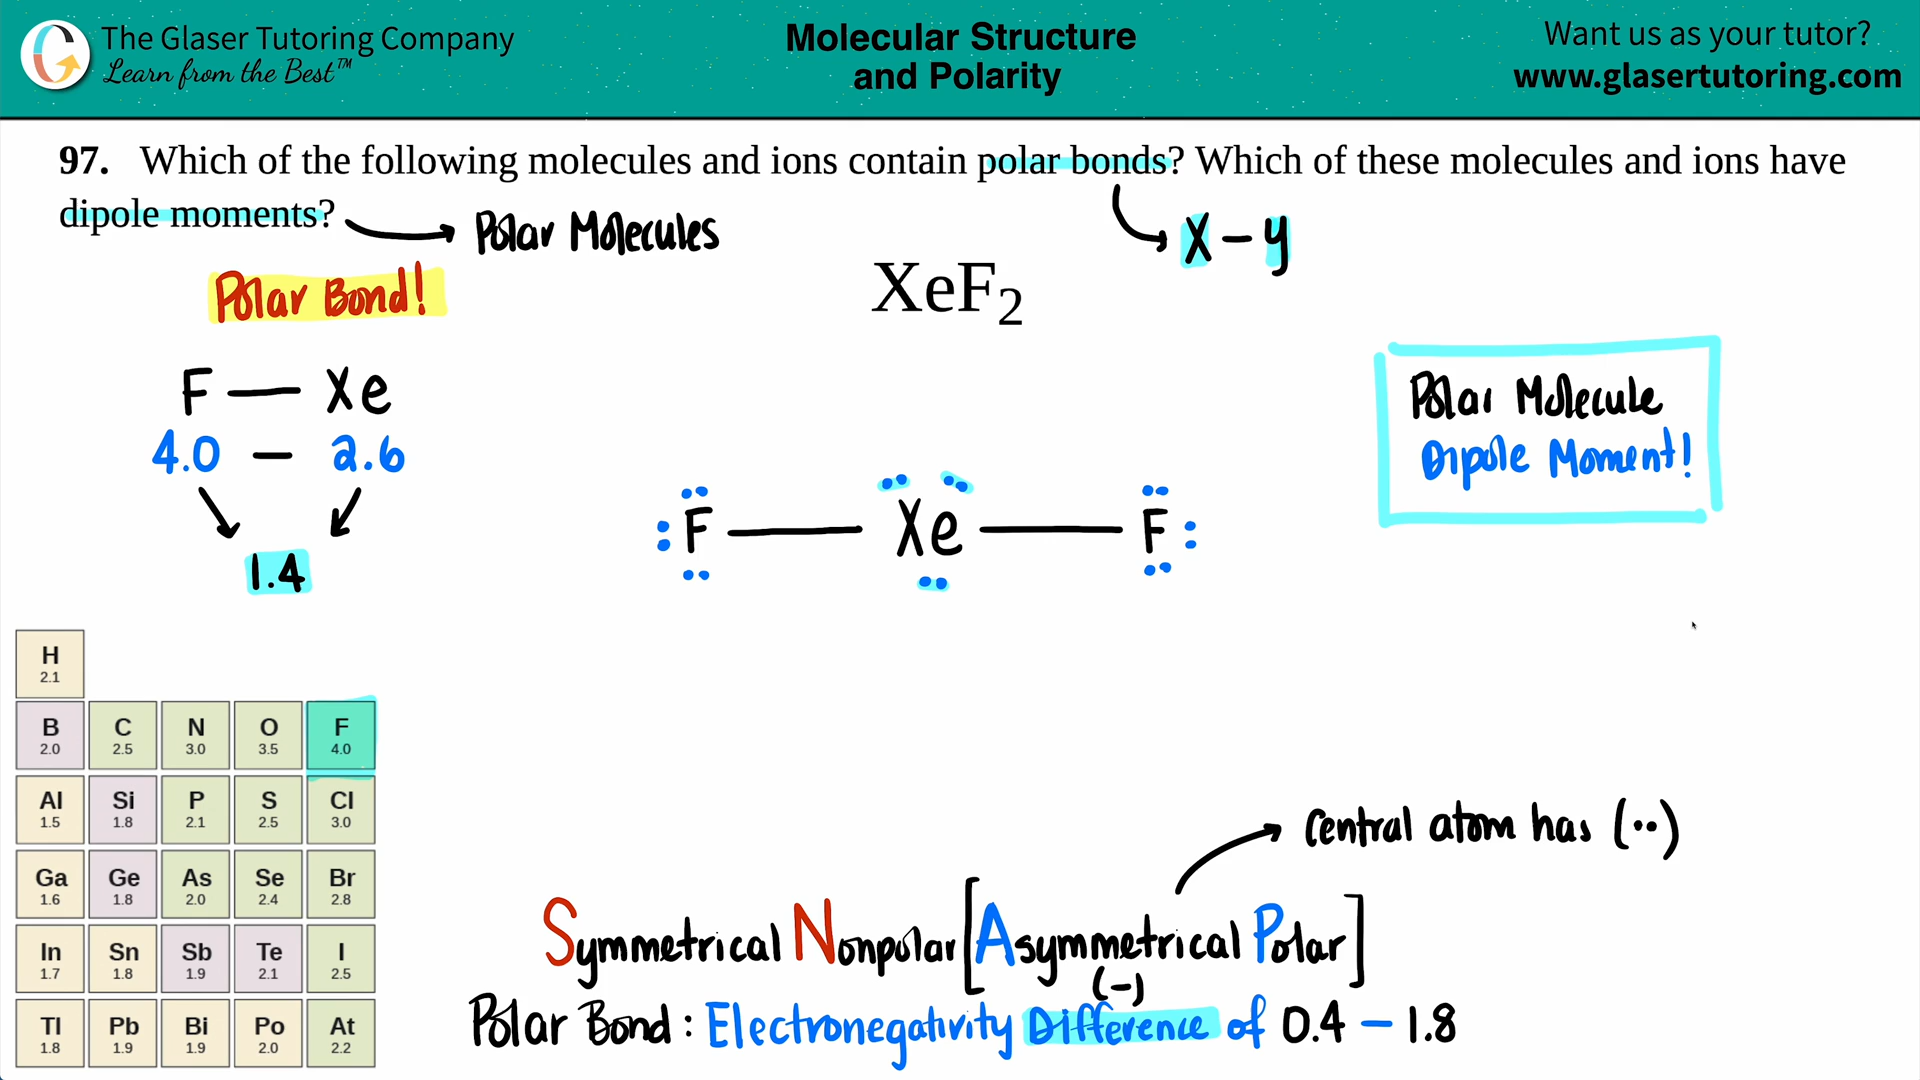 The Glaser Tutoring Company
Learn from the Best™
Molecular Structure
and Polarity
Want us as your tutor?
www.glasertutoring.com
97. Which of the following molecules and ions contain polar bonds? Which of these molecules and ions have
dipole moments?
Polar Molecules
X – y
Polar Bond!
XeF₂
F — Xe
4.0 – 2.6
1.4
Polar Molecule
Dipole Moment!
F — Xe — F
H
2.1
B C N O F
2.0 2.5 3.0 3.5 4.0
Al Si P S Cl
1.5 1.8 2.1 2.5 3.0
Ga Ge As Se Br
1.6 1.8 2.0 2.4 2.8
In Sn Sb Te I
1.7 1.8 1.9 2.1 2.5
Tl Pb Bi Po At
1.8 1.9 1.9 2.0 2.2
Central atom has (··)
Symmetrical Nonpolar [Asymmetrical Polar]
(–)
Polar Bond: Electronegativity Difference of 0.4 – 1.8